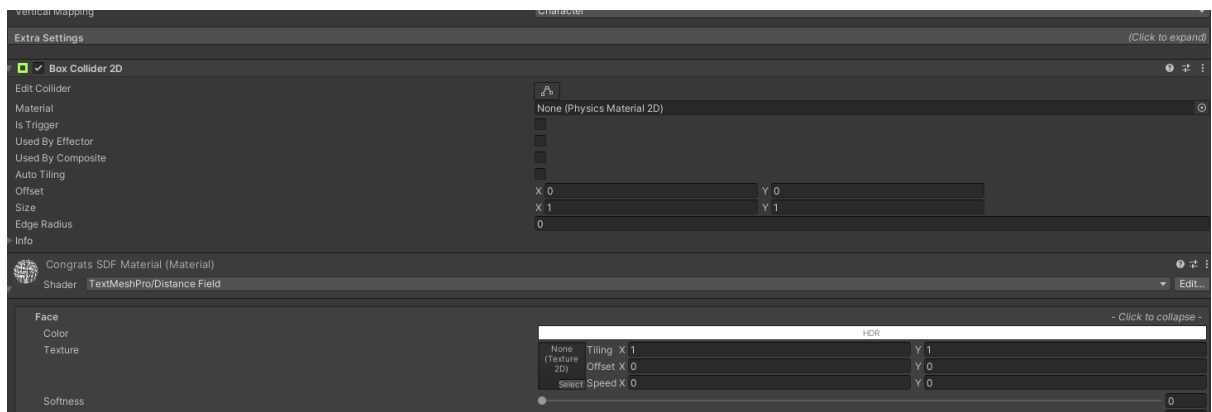 Vertical Mapping Character
Extra Settings (Click to expand)
Box Collider 2D
Edit Collider
Material None (Physics Material 2D)
Is Trigger
Used By Effector
Used By Composite
Auto Tiling
Offset X 0 Y 0
Size X 1 Y 1
Edge Radius 0
Info
Congrats SDF Material (Material)
Shader TextMeshPro/Distance Field Edit...
Face - Click to collapse -
Color HDR
Texture None (Texture 2D) Select Tiling X 1 Y 1
Offset X 0 Y 0
Speed X 0 Y 0
Softness 0